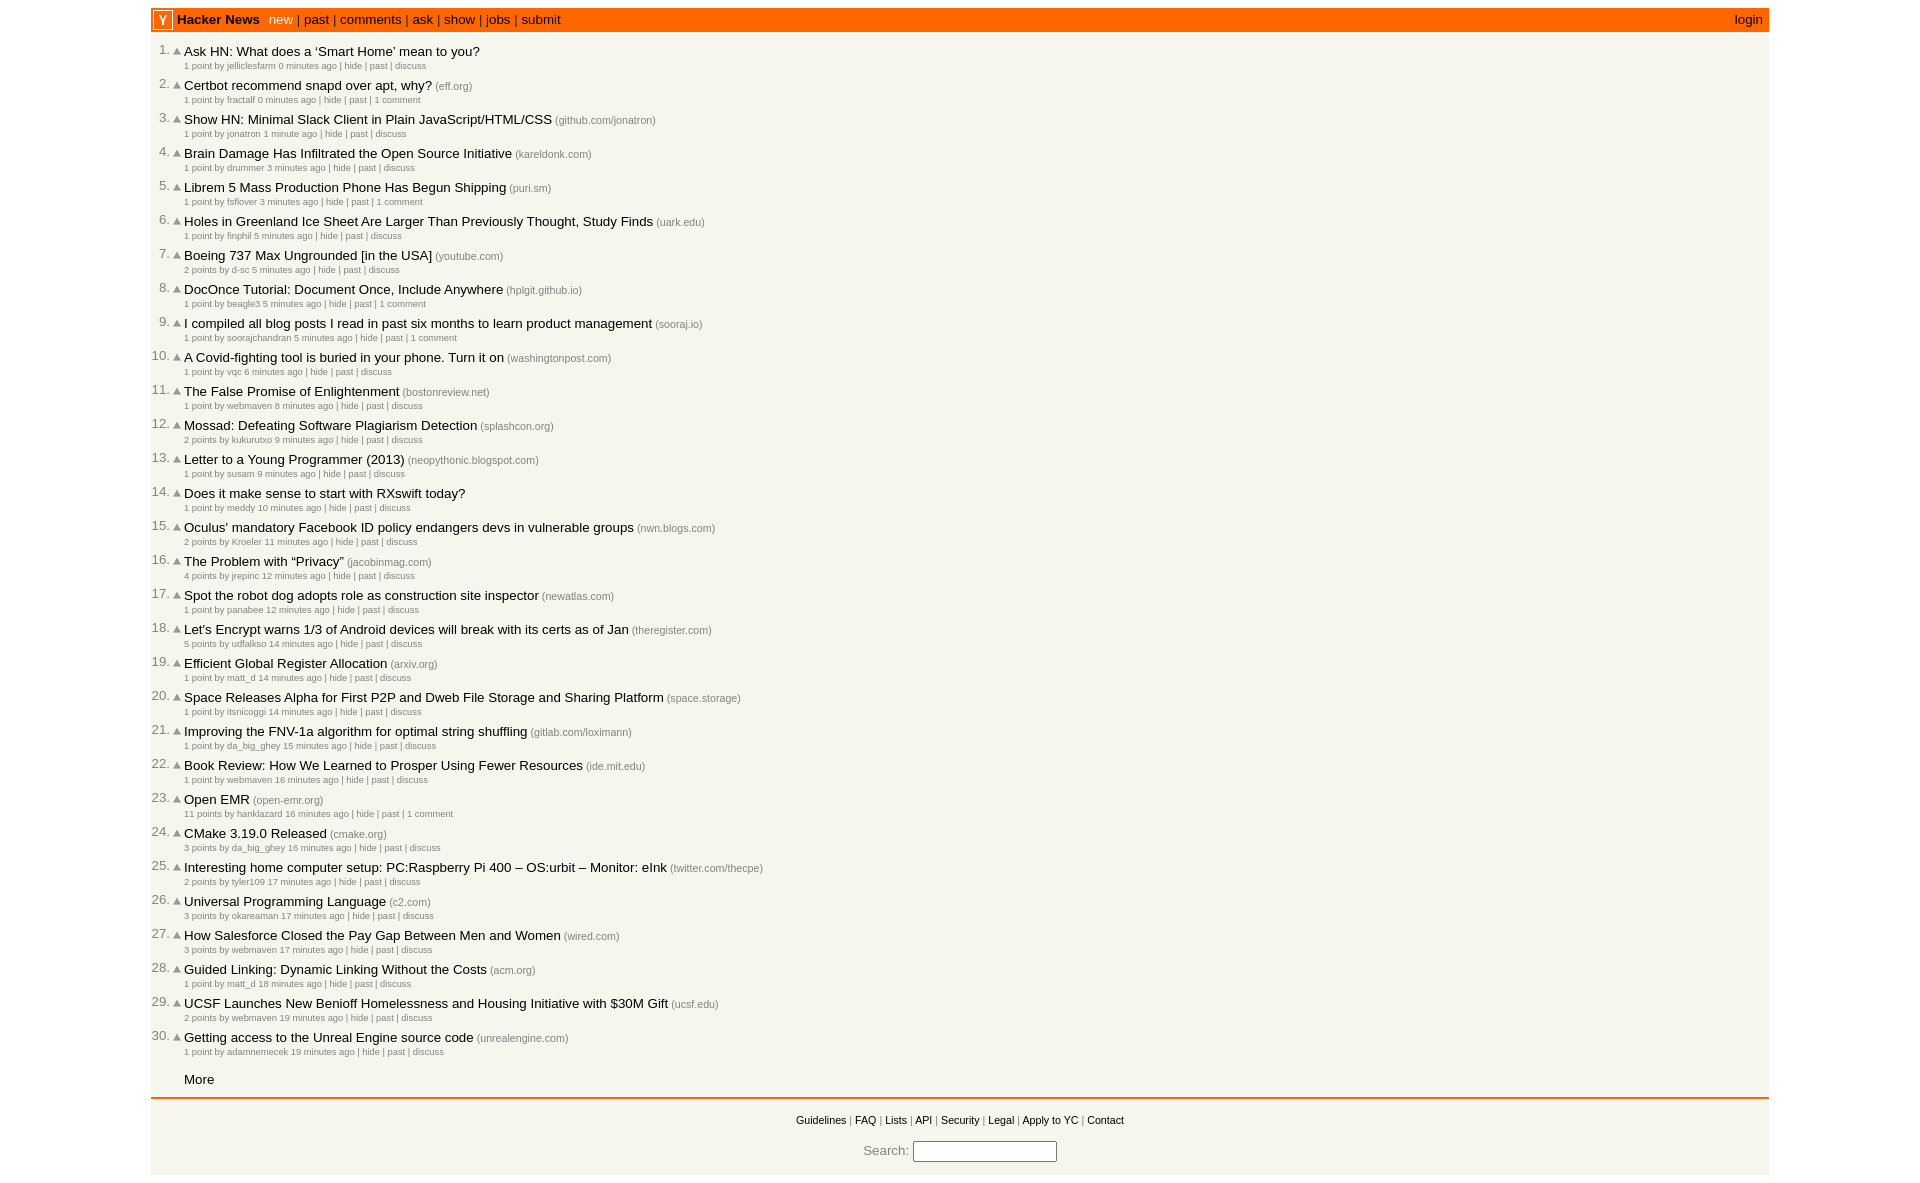 Y Hacker News new | past | comments | ask | show | jobs | submit login
1. Ask HN: What does a ‘Smart Home’ mean to you?
1 point by jelliclesfarm 0 minutes ago | hide | past | discuss
2. Certbot recommend snapd over apt, why? (eff.org)
1 point by fractalf 0 minutes ago | hide | past | 1 comment
3. Show HN: Minimal Slack Client in Plain JavaScript/HTML/CSS (github.com/jonatron)
1 point by jonatron 1 minute ago | hide | past | discuss
4. Brain Damage Has Infiltrated the Open Source Initiative (kareldonk.com)
1 point by drummer 3 minutes ago | hide | past | discuss
5. Librem 5 Mass Production Phone Has Begun Shipping (puri.sm)
1 point by fsflover 3 minutes ago | hide | past | 1 comment
6. Holes in Greenland Ice Sheet Are Larger Than Previously Thought, Study Finds (uark.edu)
1 point by finphil 5 minutes ago | hide | past | discuss
7. Boeing 737 Max Ungrounded [in the USA] (youtube.com)
2 points by d-sc 5 minutes ago | hide | past | discuss
8. DocOnce Tutorial: Document Once, Include Anywhere (hplgit.github.io)
1 point by beagle3 5 minutes ago | hide | past | 1 comment
9. I compiled all blog posts I read in past six months to learn product management (sooraj.io)
1 point by soorajchandran 5 minutes ago | hide | past | 1 comment
10. A Covid-fighting tool is buried in your phone. Turn it on (washingtonpost.com)
1 point by vqc 6 minutes ago | hide | past | discuss
11. The False Promise of Enlightenment (bostonreview.net)
1 point by webmaven 8 minutes ago | hide | past | discuss
12. Mossad: Defeating Software Plagiarism Detection (splashcon.org)
2 points by kukurutxo 9 minutes ago | hide | past | discuss
13. Letter to a Young Programmer (2013) (neopythonic.blogspot.com)
1 point by susam 9 minutes ago | hide | past | discuss
14. Does it make sense to start with RXswift today?
1 point by meddy 10 minutes ago | hide | past | discuss
15. Oculus' mandatory Facebook ID policy endangers devs in vulnerable groups (nwn.blogs.com)
2 points by Kroeler 11 minutes ago | hide | past | discuss
16. The Problem with “Privacy” (jacobinmag.com)
4 points by jrepinc 12 minutes ago | hide | past | discuss
17. Spot the robot dog adopts role as construction site inspector (newatlas.com)
1 point by panabee 12 minutes ago | hide | past | discuss
18. Let's Encrypt warns 1/3 of Android devices will break with its certs as of Jan (theregister.com)
5 points by udfalkso 14 minutes ago | hide | past | discuss
19. Efficient Global Register Allocation (arxiv.org)
1 point by matt_d 14 minutes ago | hide | past | discuss
20. Space Releases Alpha for First P2P and Dweb File Storage and Sharing Platform (space.storage)
1 point by itsnicoggi 14 minutes ago | hide | past | discuss
21. Improving the FNV-1a algorithm for optimal string shuffling (gitlab.com/loximann)
1 point by da_big_ghey 15 minutes ago | hide | past | discuss
22. Book Review: How We Learned to Prosper Using Fewer Resources (ide.mit.edu)
1 point by webmaven 16 minutes ago | hide | past | discuss
23. Open EMR (open-emr.org)
11 points by hanklazard 16 minutes ago | hide | past | 1 comment
24. CMake 3.19.0 Released (cmake.org)
3 points by da_big_ghey 16 minutes ago | hide | past | discuss
25. Interesting home computer setup: PC:Raspberry Pi 400 – OS:urbit – Monitor: eInk (twitter.com/thecpe)
2 points by tyler109 17 minutes ago | hide | past | discuss
26. Universal Programming Language (c2.com)
3 points by okareaman 17 minutes ago | hide | past | discuss
27. How Salesforce Closed the Pay Gap Between Men and Women (wired.com)
3 points by webmaven 17 minutes ago | hide | past | discuss
28. Guided Linking: Dynamic Linking Without the Costs (acm.org)
1 point by matt_d 18 minutes ago | hide | past | discuss
29. UCSF Launches New Benioff Homelessness and Housing Initiative with $30M Gift (ucsf.edu)
2 points by webmaven 19 minutes ago | hide | past | discuss
30. Getting access to the Unreal Engine source code (unrealengine.com)
1 point by adamnemecek 19 minutes ago | hide | past | discuss
More
Guidelines | FAQ | Lists | API | Security | Legal | Apply to YC | Contact
Search: